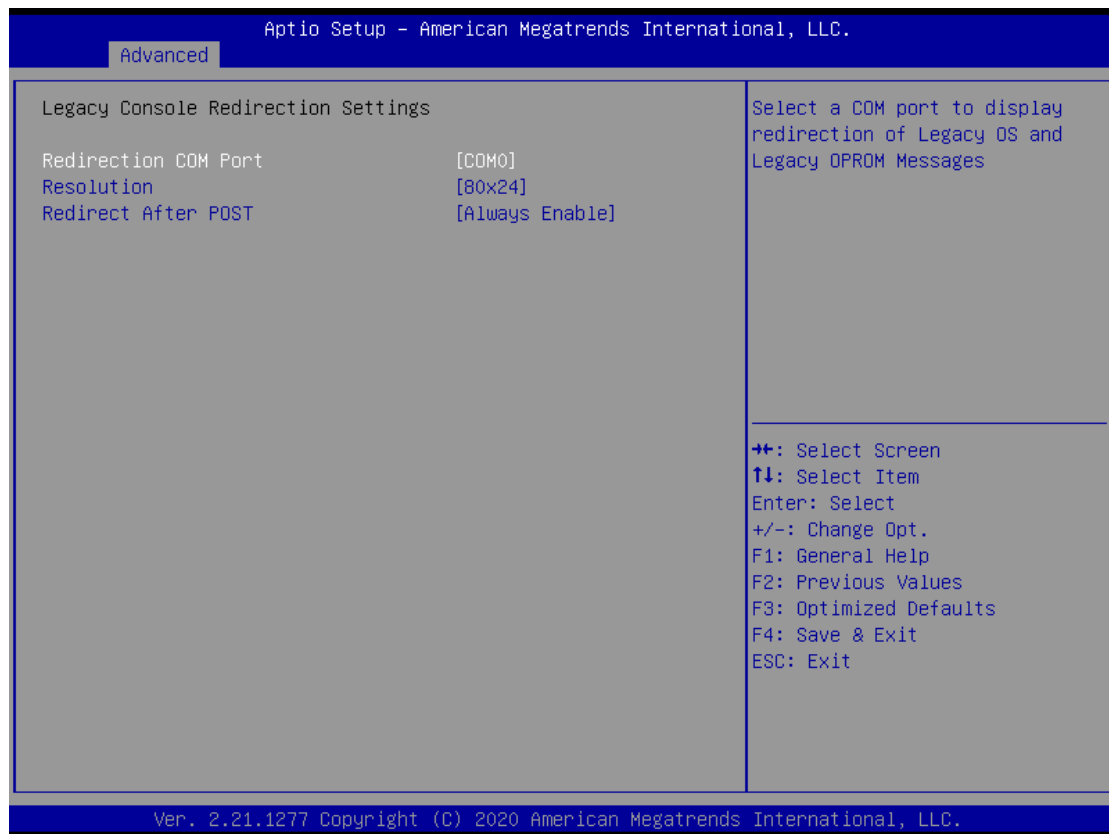 Aptio Setup – American Megatrends International, LLC.
Advanced
Legacy Console Redirection Settings
Redirection COM Port [COM0]
Resolution [80x24]
Redirect After POST [Always Enable]
Select a COM port to display
redirection of Legacy OS and
Legacy OPROM Messages
→←: Select Screen
↑↓: Select Item
Enter: Select
+/-: Change Opt.
F1: General Help
F2: Previous Values
F3: Optimized Defaults
F4: Save & Exit
ESC: Exit
Ver. 2.21.1277 Copyright (C) 2020 American Megatrends International, LLC.